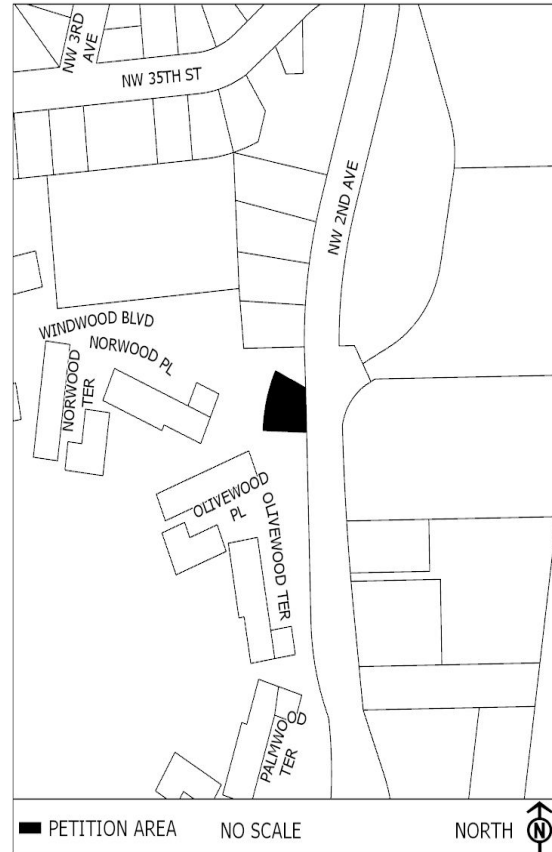 NW 3RD
AVE
NW 35TH ST
NW 2ND AVE
WINDWOOD BLVD
NORWOOD PL
NORWOOD
TER
OLIVEWOOD
PL
OLIVEWOOD TER
PALMWOOD
TER
PETITION AREA NO SCALE NORTH N